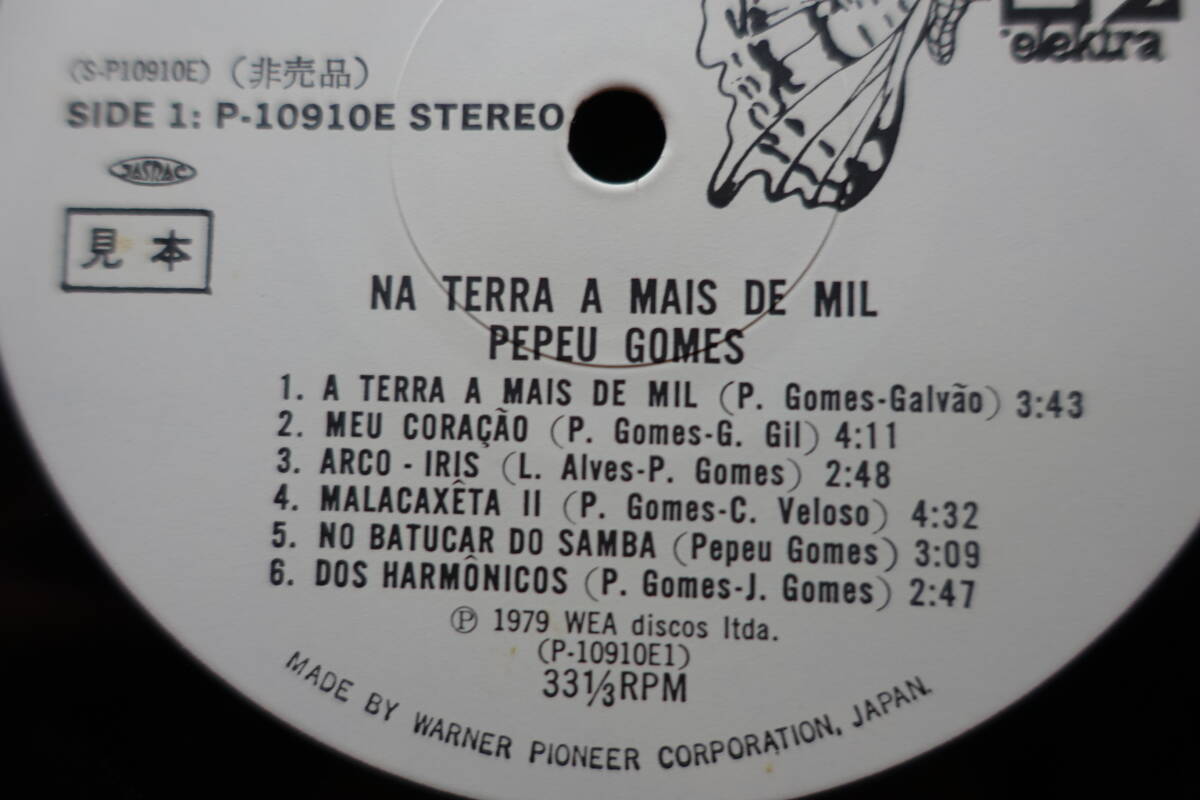 elektra
(S-P10910E) (非売品)
SIDE 1: P-10910E STEREO
JASRAC
見本
NA TERRA A MAIS DE MIL
PEPEU GOMES
1. A TERRA A MAIS DE MIL (P. Gomes-Galvão) 3:43
2. MEU CORAÇÃO (P. Gomes-G. Gil) 4:11
3. ARCO - IRIS (L. Alves-P. Gomes) 2:48
4. MALACAXÊTA II (P. Gomes-C. Veloso) 4:32
5. NO BATUCAR DO SAMBA (Pepeu Gomes) 3:09
6. DOS HARMÔNICOS (P. Gomes-J. Gomes) 2:47
℗ 1979 WEA discos ltda.
(P-10910E1)
33⅓RPM
MADE BY WARNER PIONEER CORPORATION, JAPAN.